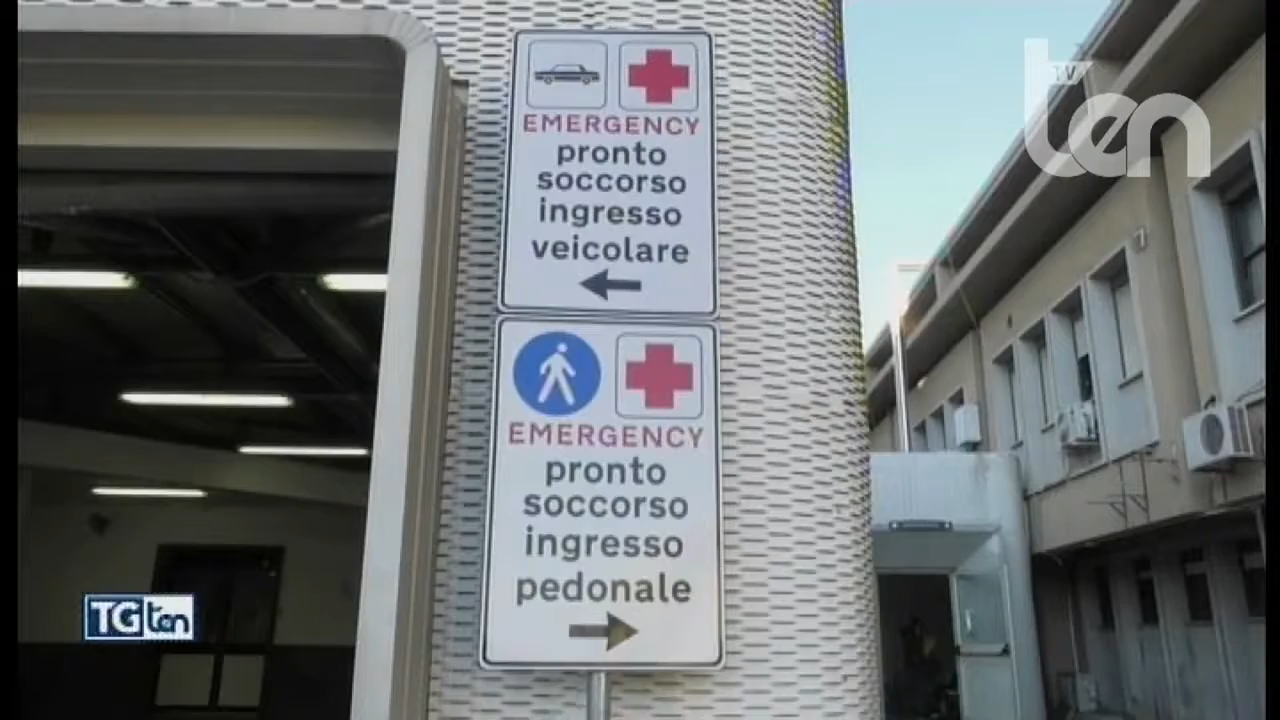 EMERGENCY
pronto
soccorso
ingresso
veicolare
EMERGENCY
pronto
soccorso
ingresso
pedonale
TV
ten
TG ten